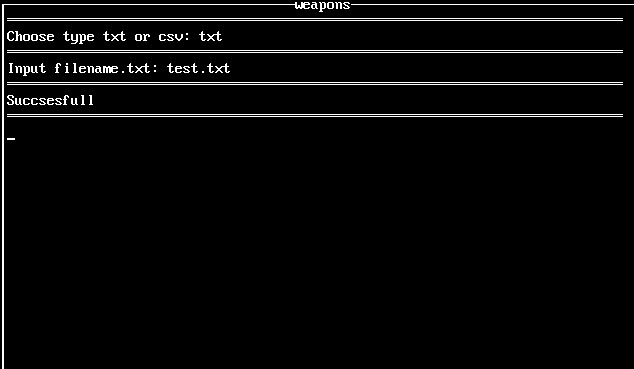 weapons
Choose type txt or csv: txt
Input filename.txt: test.txt
Succsesfull